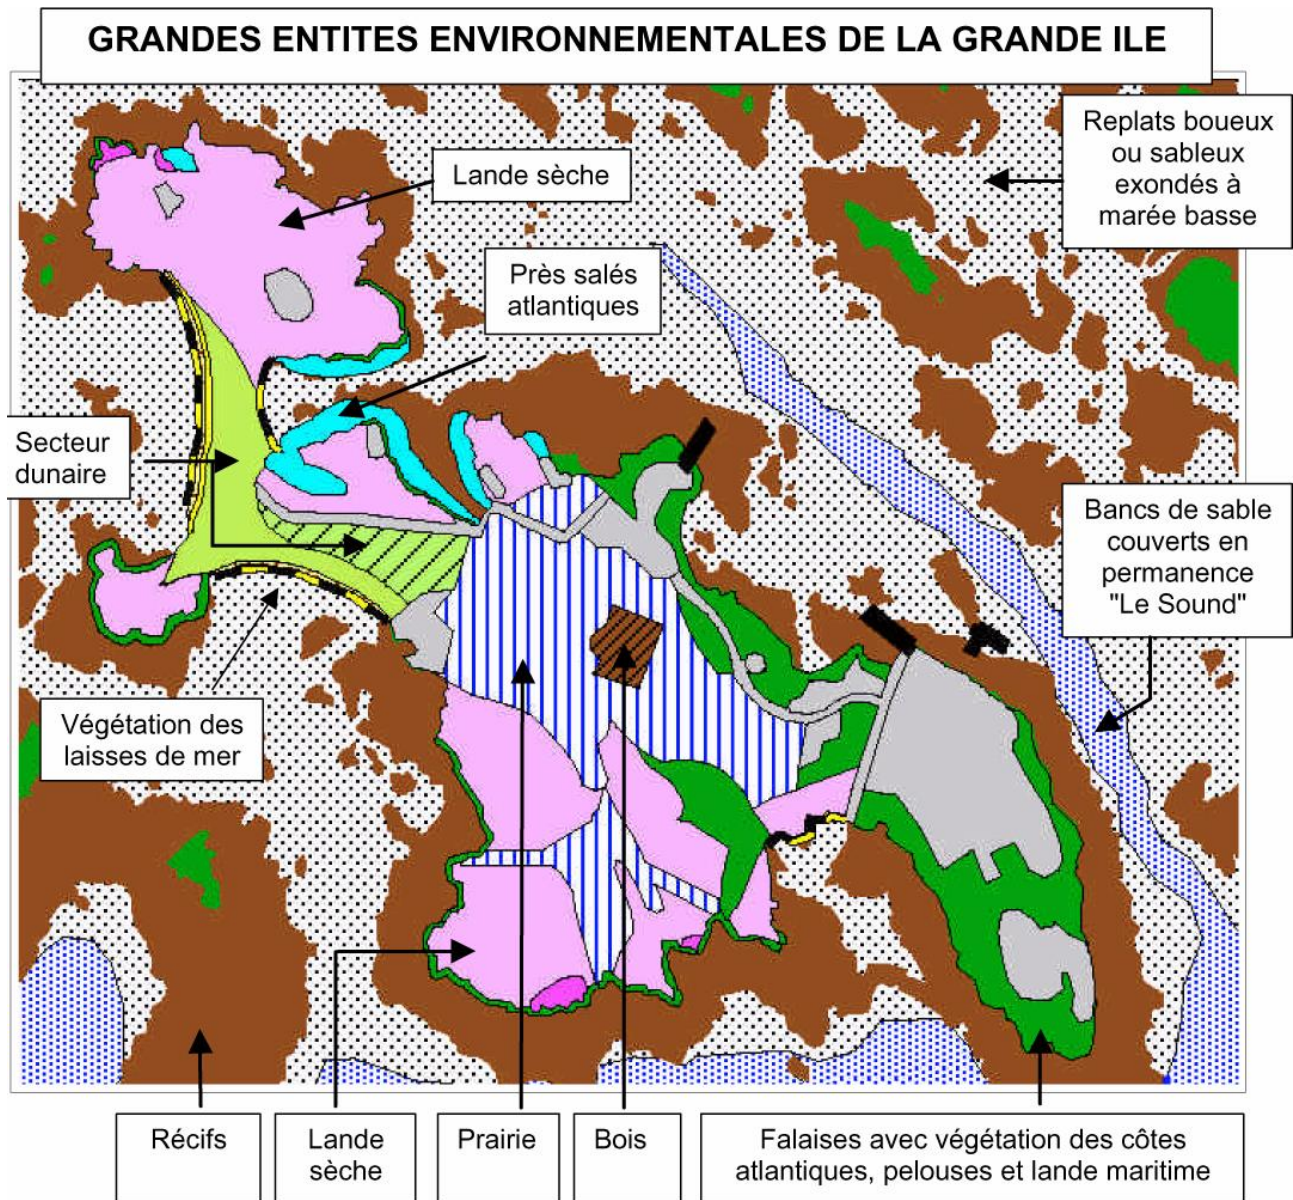 GRANDES ENTITES ENVIRONNEMENTALES DE LA GRANDE ILE
Replats boueux
ou sableux
exondés à
marée basse
Lande sèche
Près salés
atlantiques
Secteur
dunaire
Bancs de sable
couverts en
permanence
"Le Sound"
Végétation des
laisses de mer
Récifs
Lande
sèche
Prairie
Bois
Falaises avec végétation des côtes
atlantiques, pelouses et lande maritime